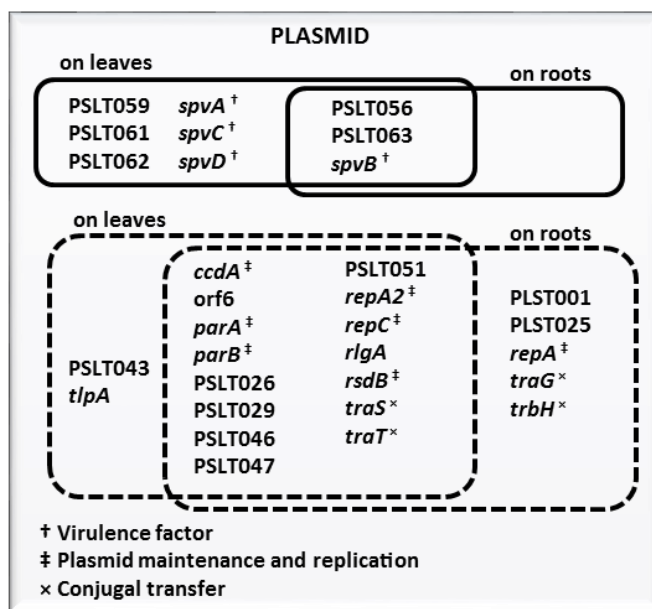 PLASMID
on leaves
on roots
PSLT059 spvA †
PSLT061 spvC †
PSLT062 spvD †
PSLT056
PSLT063
spvB †
on leaves
on roots
PSLT043
tlpA
ccdA ‡
orf6
parA ‡
parB ‡
PSLT026
PSLT029
PSLT046
PSLT047
PSLT051
repA2 ‡
repC ‡
rlgA
rsdB ‡
traS ×
traT ×
PLST001
PLST025
repA ‡
traG ×
trbH ×
† Virulence factor
‡ Plasmid maintenance and replication
× Conjugal transfer